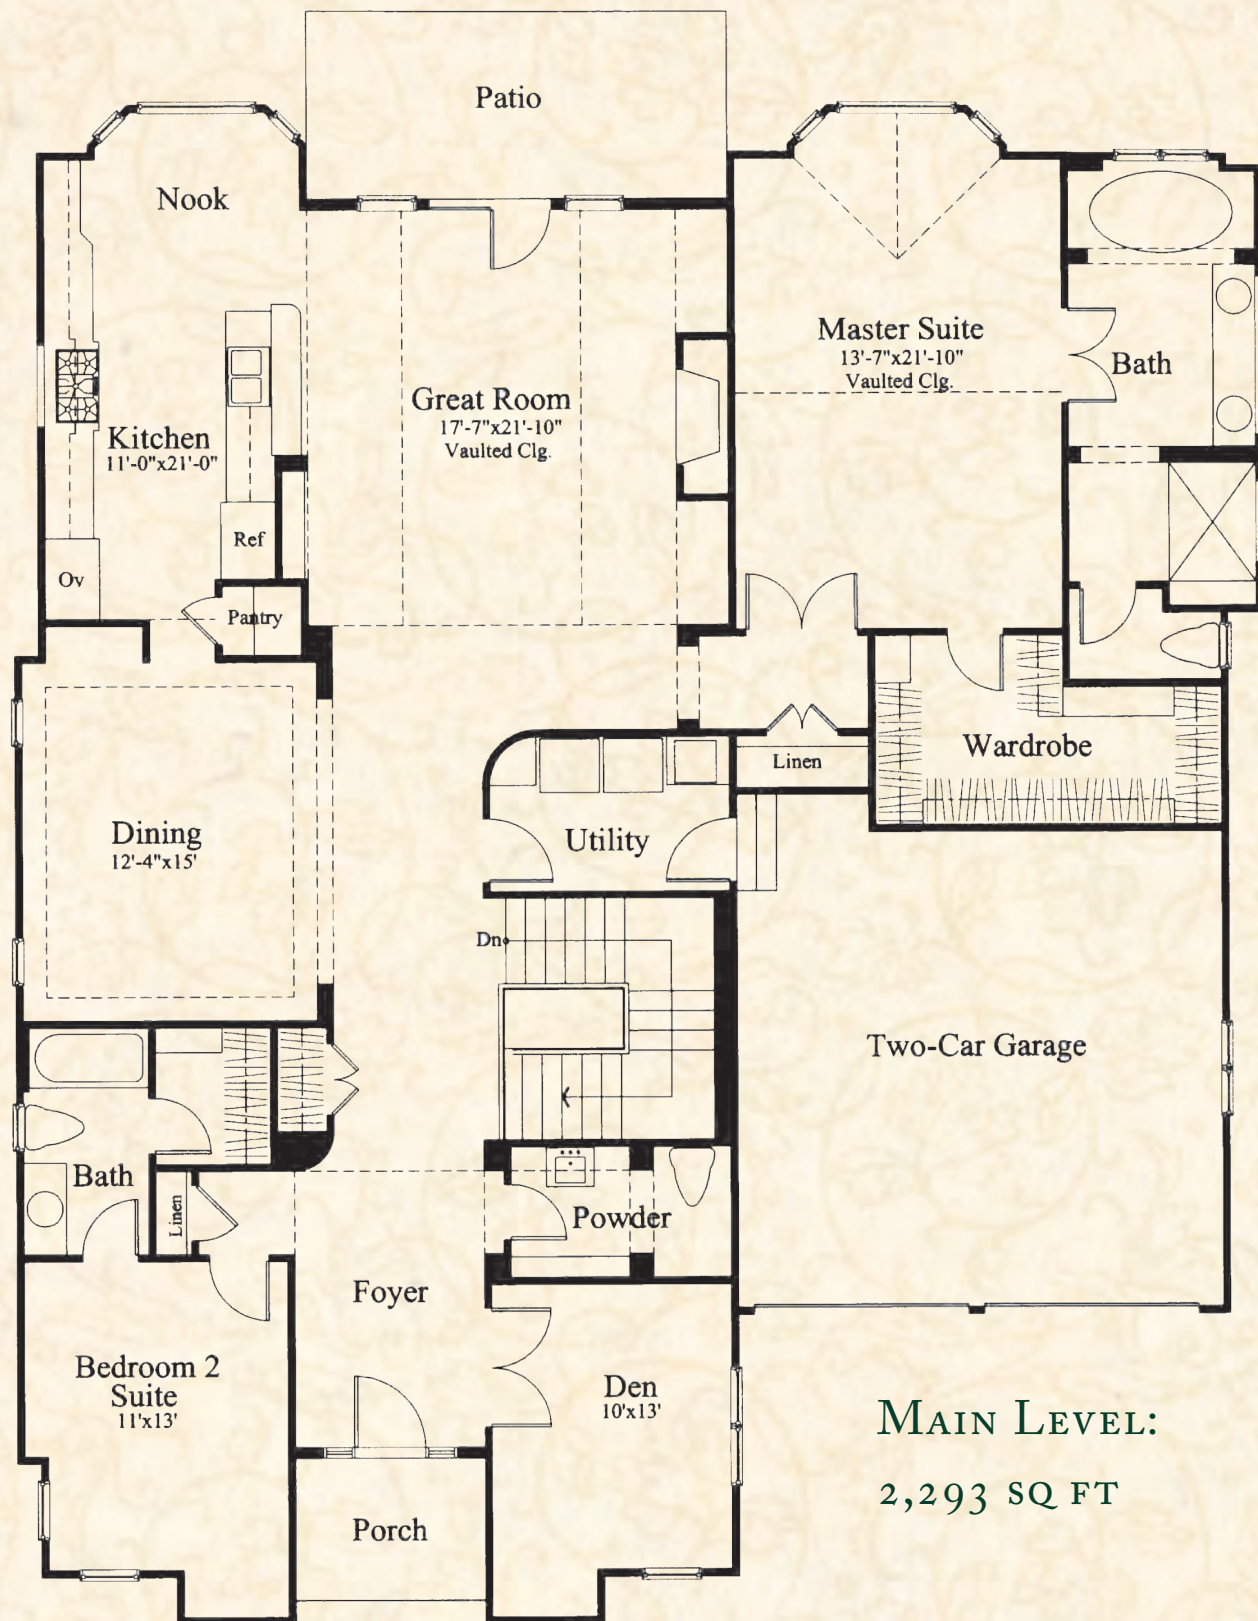 Patio
Nook
Master Suite
13'-7"x21'-10"
Vaulted Clg.
Bath
Great Room
17'-7"x21'-10"
Vaulted Clg.
Kitchen
11'-0"x21'-0"
Ref
Ov
Pantry
Wardrobe
Linen
Utility
Dining
12'-4"x15'
Dn
Two-Car Garage
Bath
Linen
Powder
Foyer
Bedroom 2
Suite
11'x13'
Den
10'x13'
Porch
Main Level:
2,293 sq ft